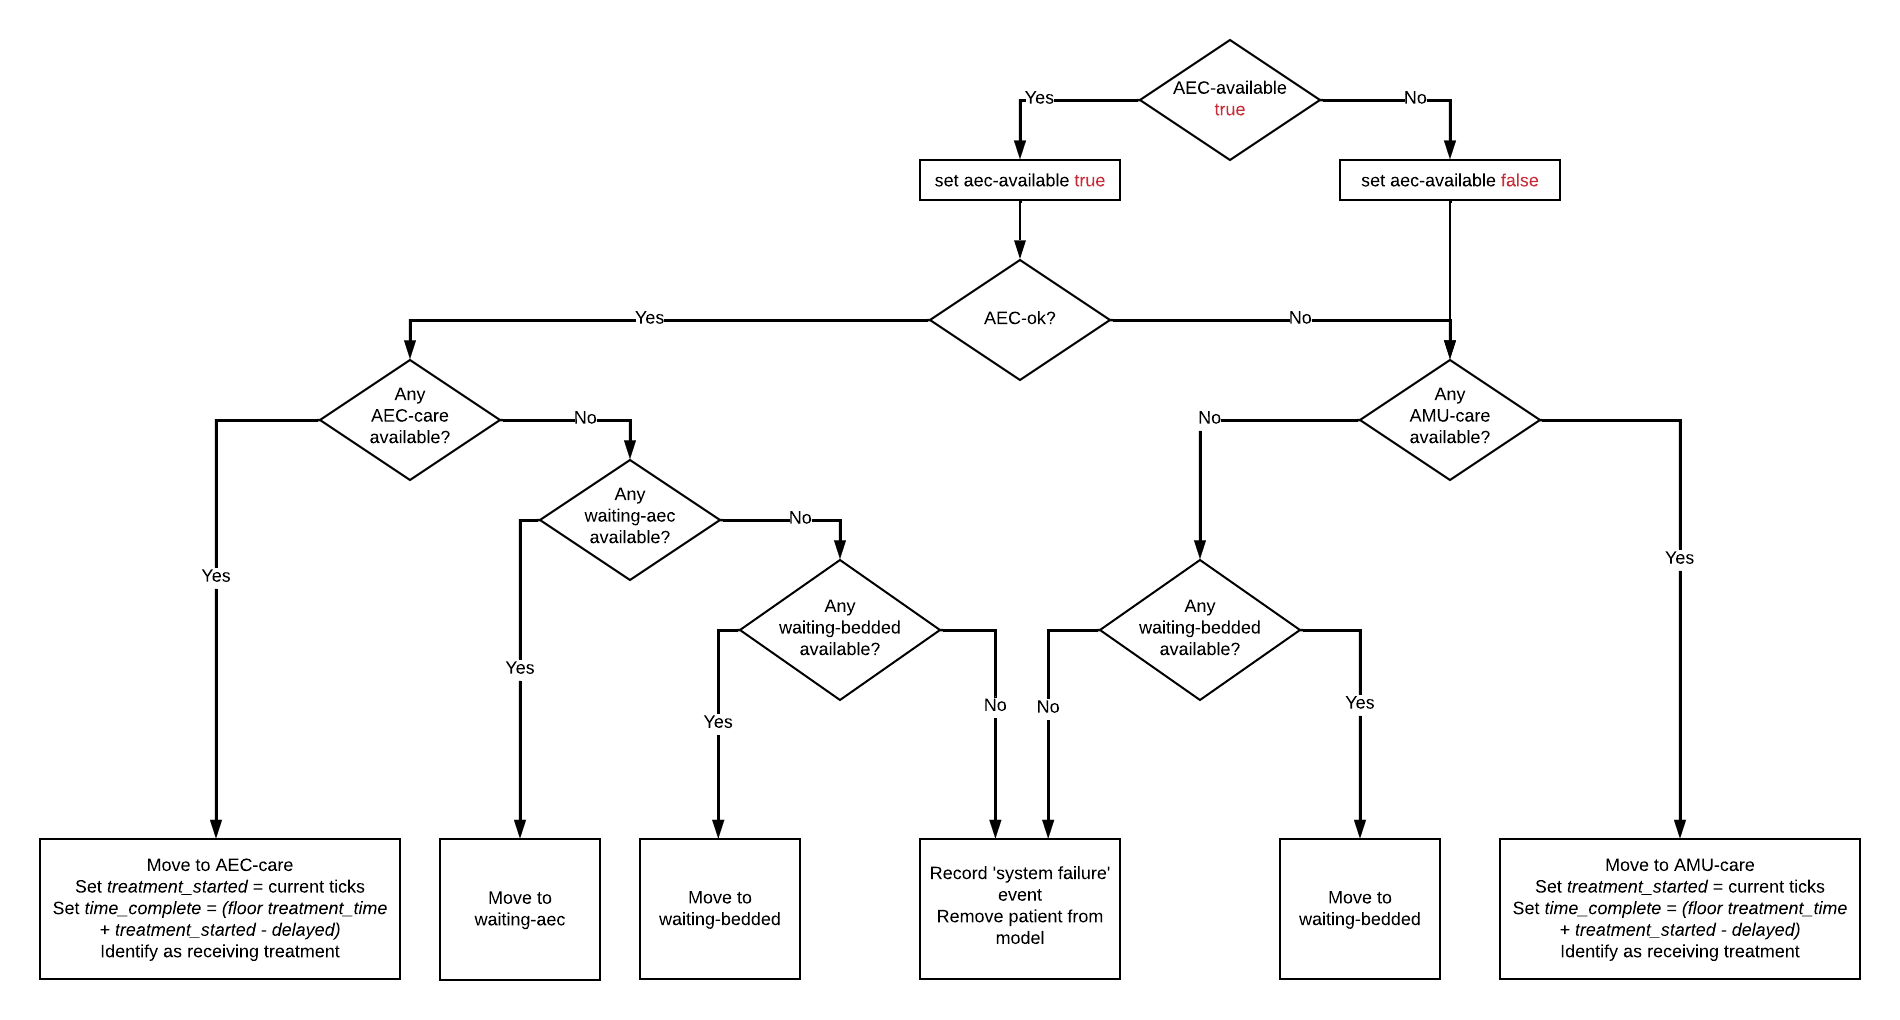 AEC-available
true
Yes
No
set aec-available true
set aec-available false
AEC-ok?
Yes
No
Any
AEC-care
available?
Any
AMU-care
available?
No
No
Any
waiting-aec
available?
No
Yes
Yes
Any
waiting-bedded
available?
Any
waiting-bedded
available?
Yes
Yes
No
No
Yes
Move to AEC-care
Set treatment_started = current ticks
Set time_complete = (floor treatment_time
+ treatment_started - delayed)
Identify as receiving treatment
Move to
waiting-aec
Move to
waiting-bedded
Record 'system failure'
event
Remove patient from
model
Move to
waiting-bedded
Move to AMU-care
Set treatment_started = current ticks
Set time_complete = (floor treatment_time
+ treatment_started - delayed)
Identify as receiving treatment